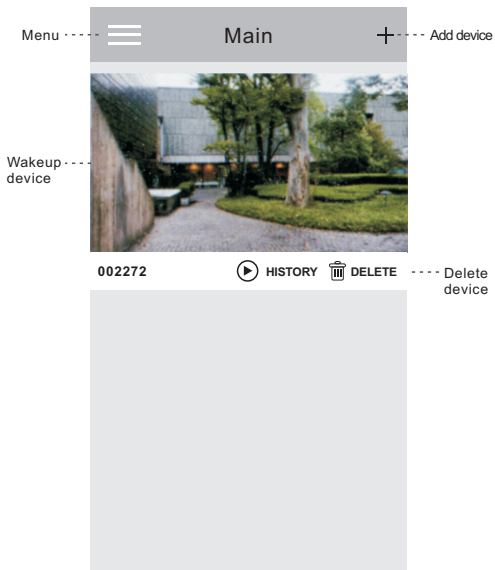 Menu
Main
Add device
Wakeup
device
002272
HISTORY
DELETE
Delete
device